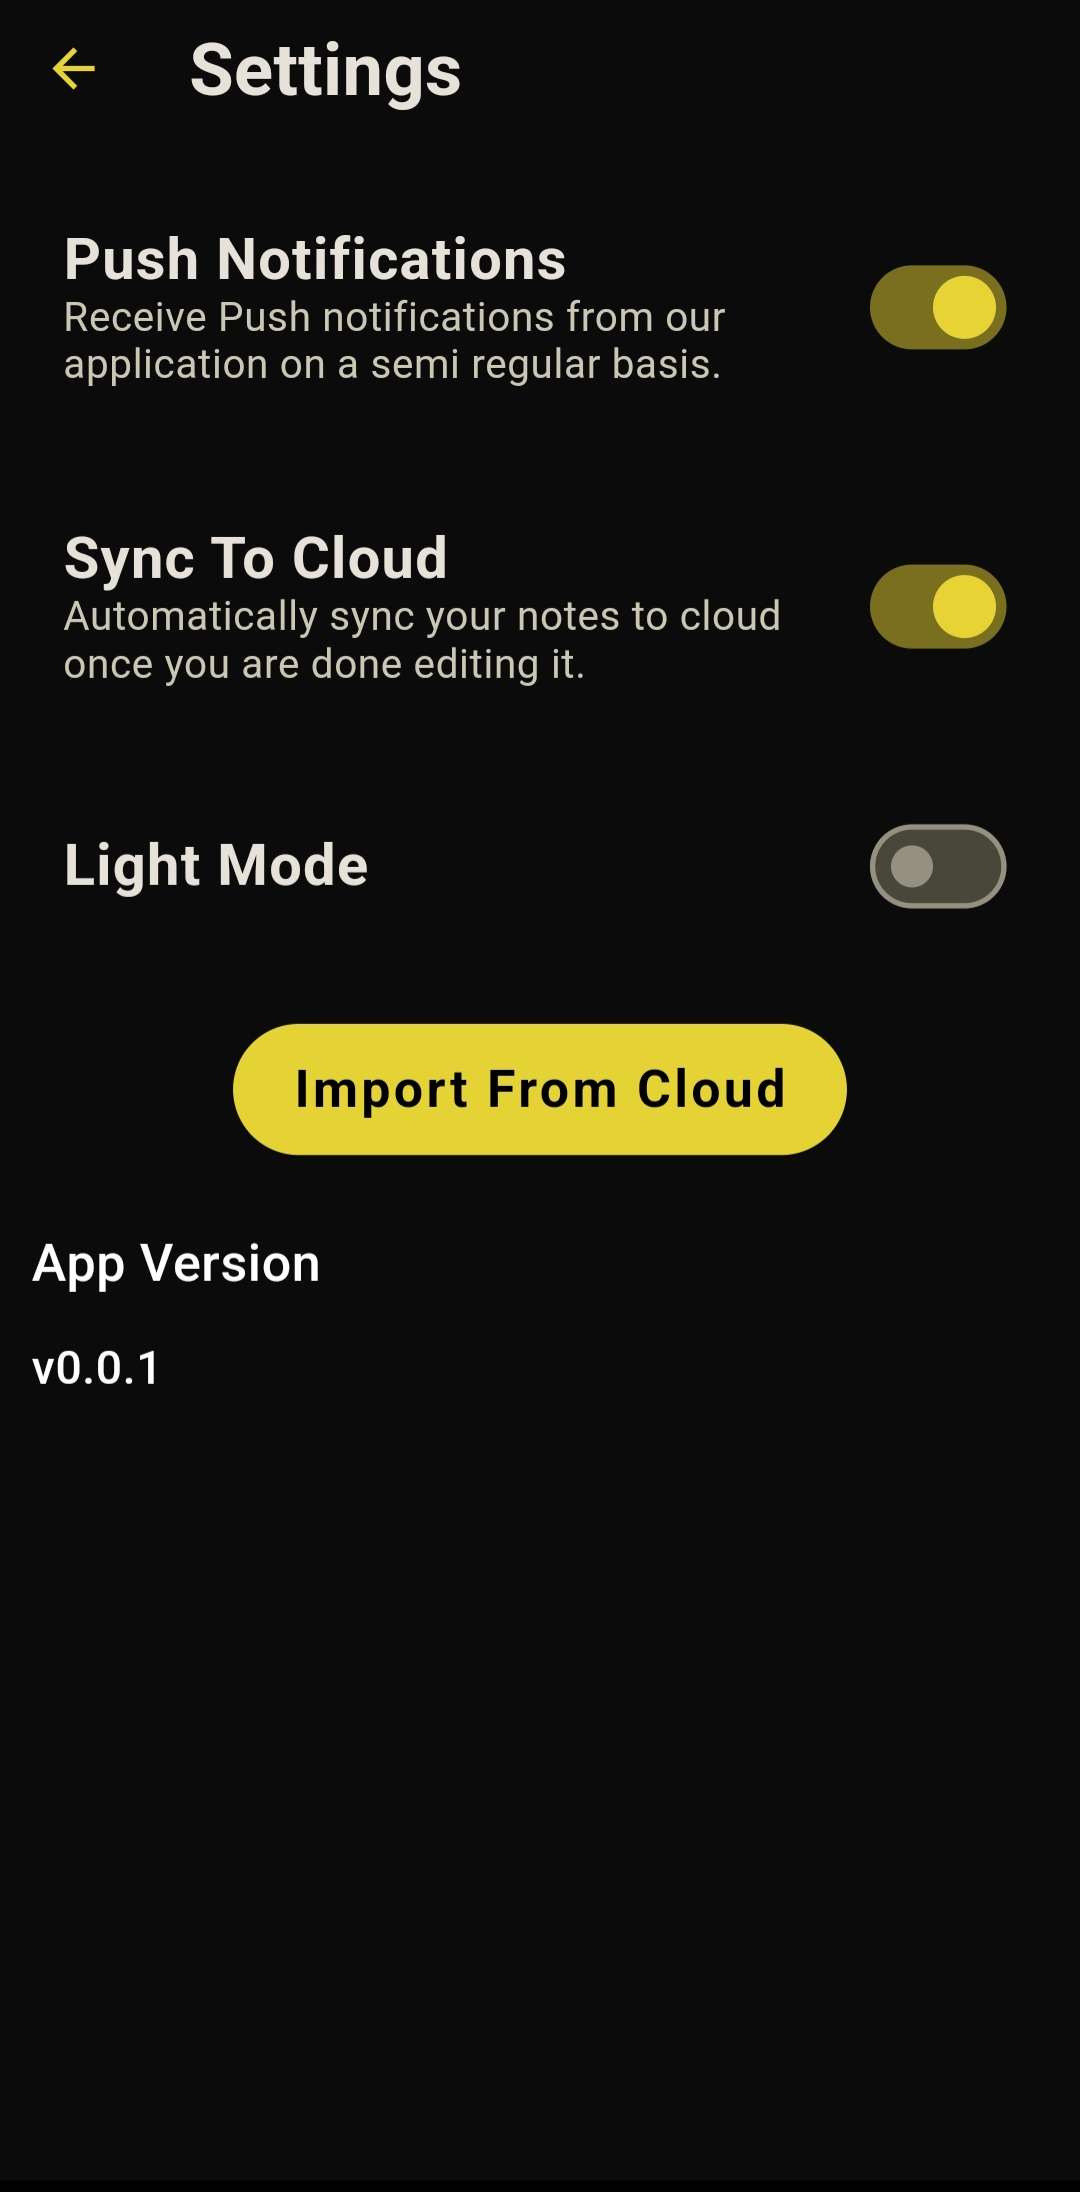 Settings
Push Notifications
Receive Push notifications from our
application on a semi regular basis.
Sync To Cloud
Automatically sync your notes to cloud
once you are done editing it.
Light Mode
Import From Cloud
App Version
v0.0.1